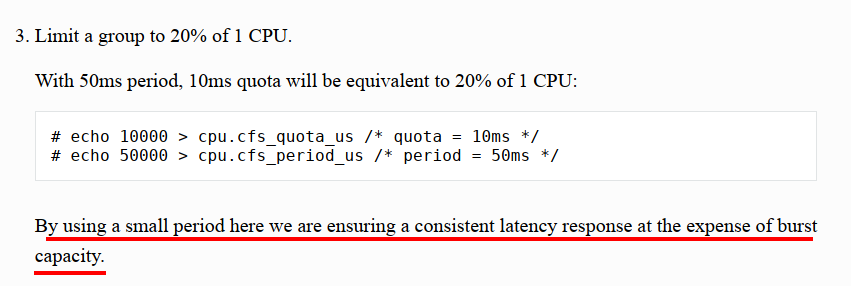 3. Limit a group to 20% of 1 CPU.
With 50ms period, 10ms quota will be equivalent to 20% of 1 CPU:
# echo 10000 > cpu.cfs_quota_us /* quota = 10ms */
# echo 50000 > cpu.cfs_period_us /* period = 50ms */
By using a small period here we are ensuring a consistent latency response at the expense of burst
capacity.